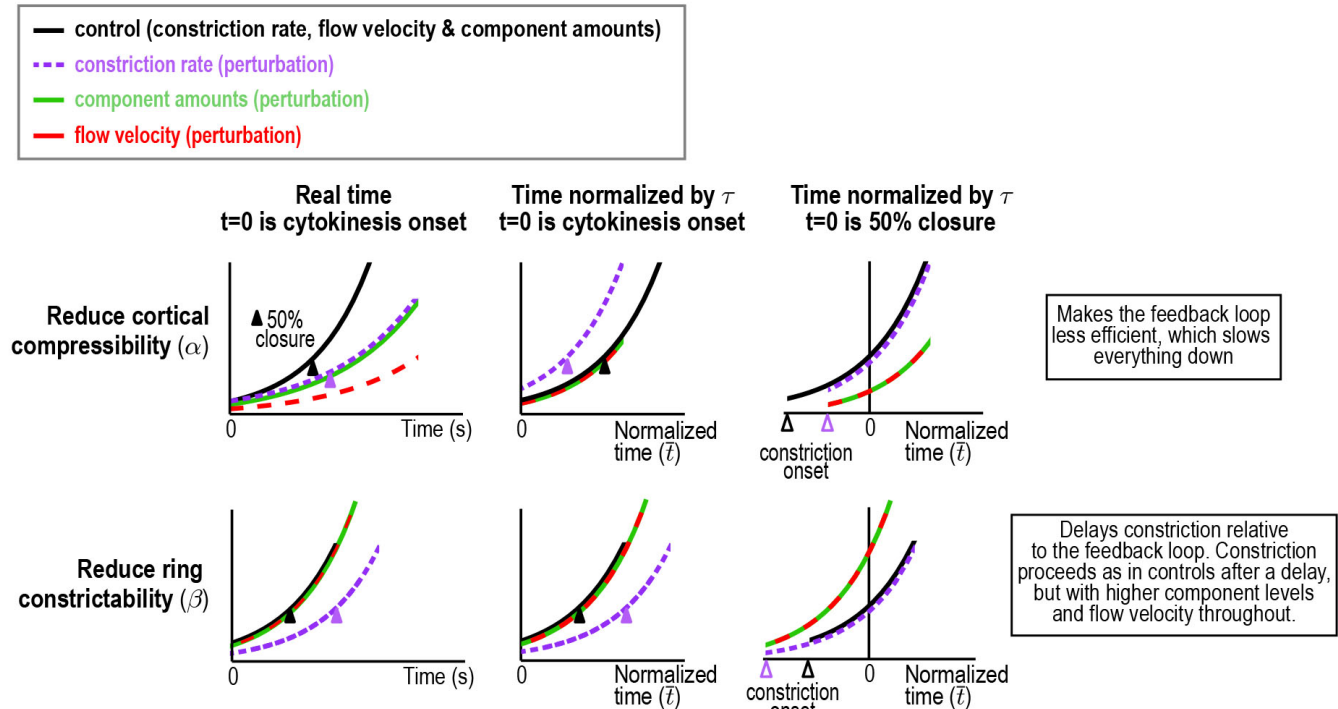 control (constriction rate, flow velocity & component amounts)
constriction rate (perturbation)
component amounts (perturbation)
flow velocity (perturbation)
Real time
t=0 is cytokinesis onset
Time normalized by τ
t=0 is cytokinesis onset
Time normalized by τ
t=0 is 50% closure
Reduce cortical
compressibility (α)
50%
closure
0
Time (s)
0
Normalized
time (t̅)
0
Normalized
time (t̅)
constriction
onset
Makes the feedback loop
less efficient, which slows
everything down
Reduce ring
constrictability (β)
0
Time (s)
0
Normalized
time (t̅)
0
Normalized
time (t̅)
constriction
onset
Delays constriction relative
to the feedback loop. Constriction
proceeds as in controls after a delay,
but with higher component levels
and flow velocity throughout.